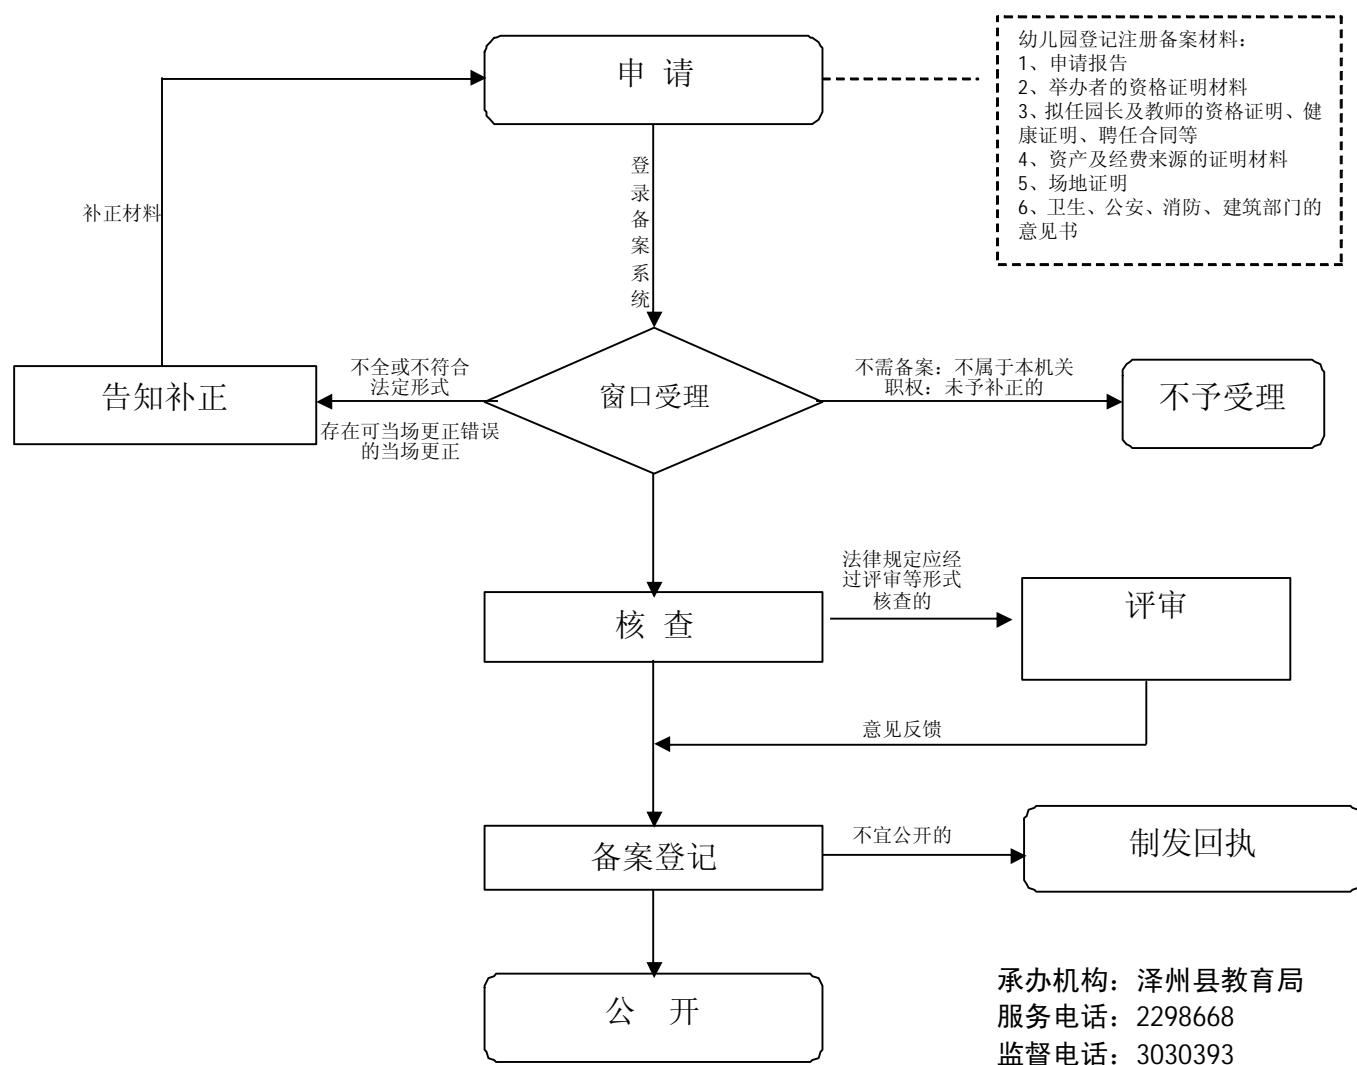 申 请
幼儿园登记注册备案材料：
1、申请报告
2、举办者的资格证明材料
3、拟任园长及教师的资格证明、健
康证明、聘任合同等
4、资产及经费来源的证明材料
5、场地证明
6、卫生、公安、消防、建筑部门的
意见书
补正材料
登录备案系统
告知补正
不全或不符合
法定形式
存在可当场更正错误
的当场更正
窗口受理
不需备案：不属于本机关
职权：未予补正的
不予受理
核 查
法律规定应经
过评审等形式
核查的
评审
意见反馈
备案登记
不宜公开的
制发回执
公 开
承办机构：泽州县教育局
服务电话：2298668
监督电话：3030393